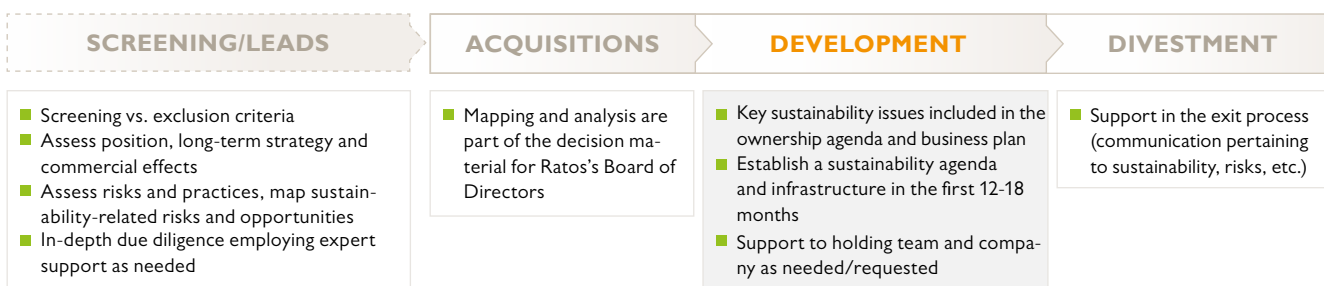 SCREENING/LEADS
ACQUISITIONS
DEVELOPMENT
DIVESTMENT
Screening vs. exclusion criteria
Assess position, long-term strategy and
commercial effects
Assess risks and practices, map sustain-
ability-related risks and opportunities
In-depth due diligence employing expert
support as needed
Mapping and analysis are
part of the decision ma-
terial for Ratos's Board of
Directors
Key sustainability issues included in the
ownership agenda and business plan
Establish a sustainability agenda
and infrastructure in the first 12-18
months
Support to holding team and compa-
ny as needed/requested
Support in the exit process
(communication pertaining
to sustainability, risks, etc.)